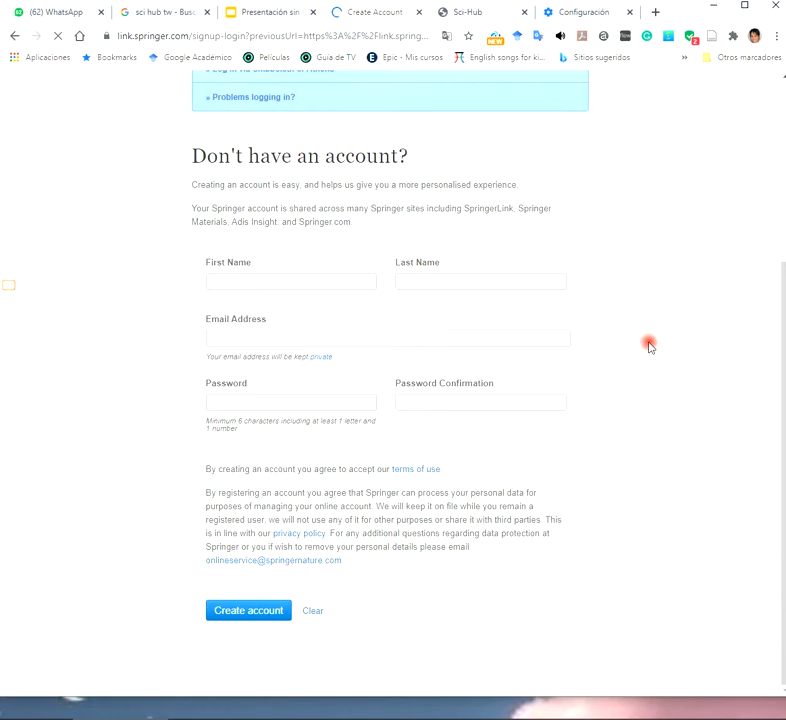 (62) WhatsApp
sci hub tw - Busc
Presentación sin
Create Account
Sci-Hub
Configuración
link.springer.com/signup-login?previousUrl=https%3A%2F%2Flink.spring...
NEW
2
Aplicaciones
Bookmarks
Google Académico
Películas
Guía de TV
Epic - Mis cursos
English songs for ki...
Sitios sugeridos
»
Otros marcadores
Problems logging in?
Don't have an account?
Creating an account is easy, and helps us give you a more personalised experience.
Your Springer account is shared across many Springer sites including SpringerLink, Springer
Materials, Adis Insight, and Springer.com.
First Name
Last Name
Email Address
Your email address will be kept private
Password
Password Confirmation
Minimum 6 characters including at least 1 letter and
1 number
By creating an account you agree to accept our terms of use
By registering an account you agree that Springer can process your personal data for
purposes of managing your online account. We will keep it on file while you remain a
registered user, we will not use any of it for other purposes or share it with third parties. This
is in line with our privacy policy. For any additional questions regarding data protection at
Springer or you if wish to remove your personal details please email
onlineservice@springernature.com
Create account
Clear